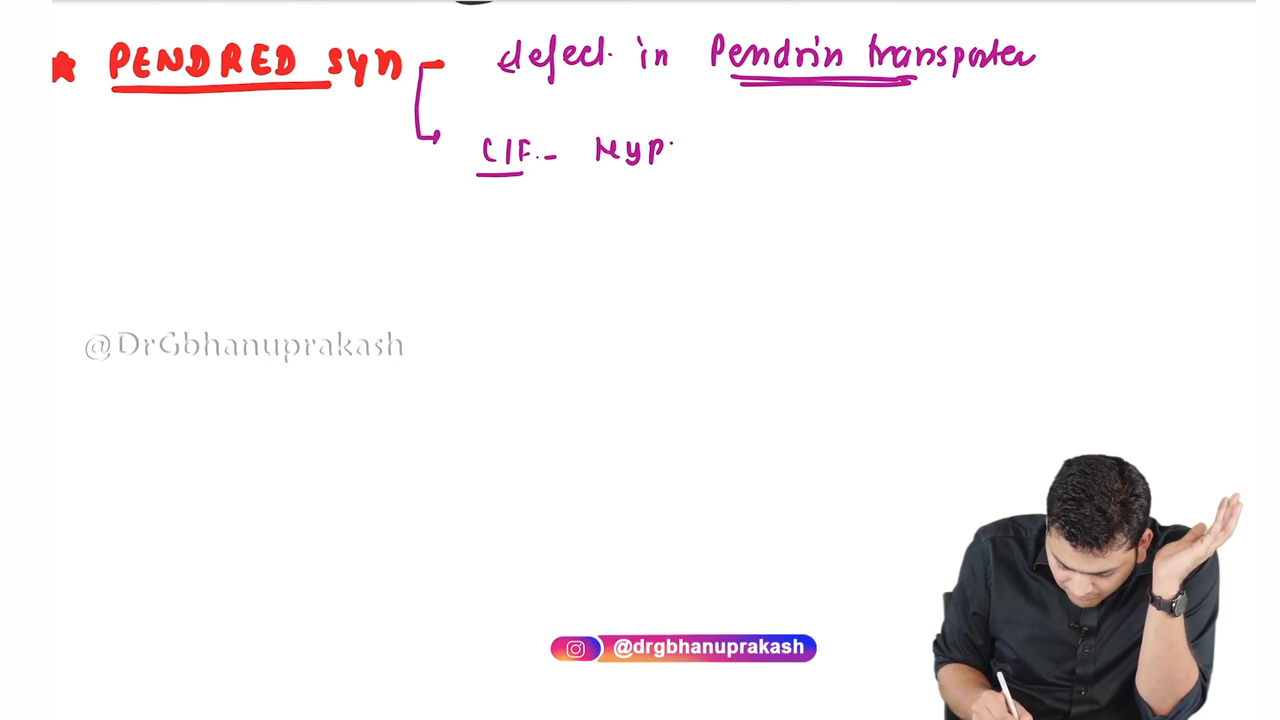 ★ PENDRED syn - defect in Pendrin transporter
C/F - Hyp.
@DrGbhanuprakash
@drgbhanuprakash